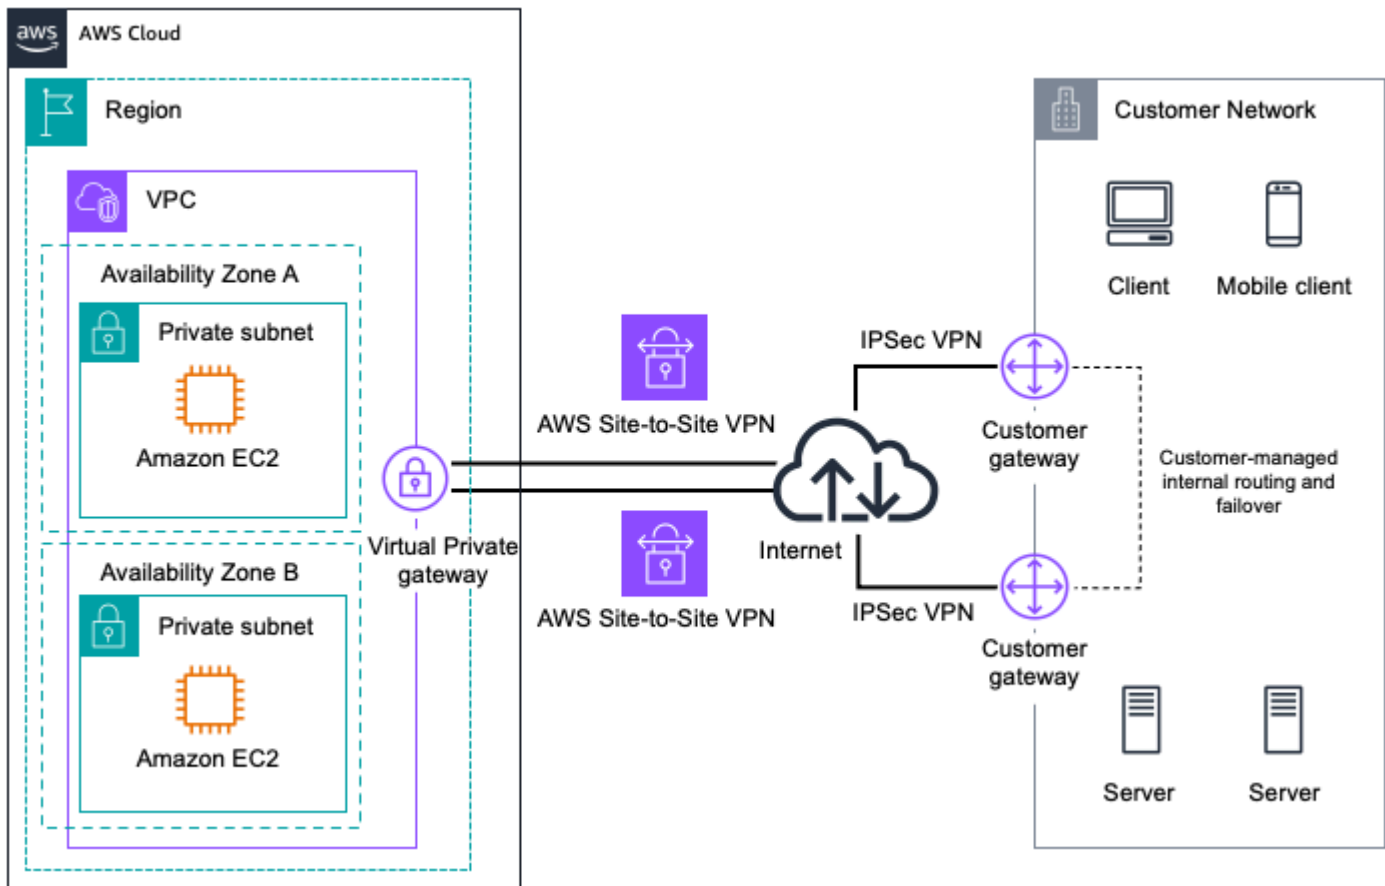 aws
AWS Cloud
Region
VPC
Availability Zone A
Private subnet
Amazon EC2
Availability Zone B
Private subnet
Amazon EC2
Virtual Private
gateway
AWS Site-to-Site VPN
AWS Site-to-Site VPN
Internet
IPSec VPN
IPSec VPN
Customer Network
Client
Mobile client
Customer
gateway
Customer-managed
internal routing and
failover
Customer
gateway
Server
Server